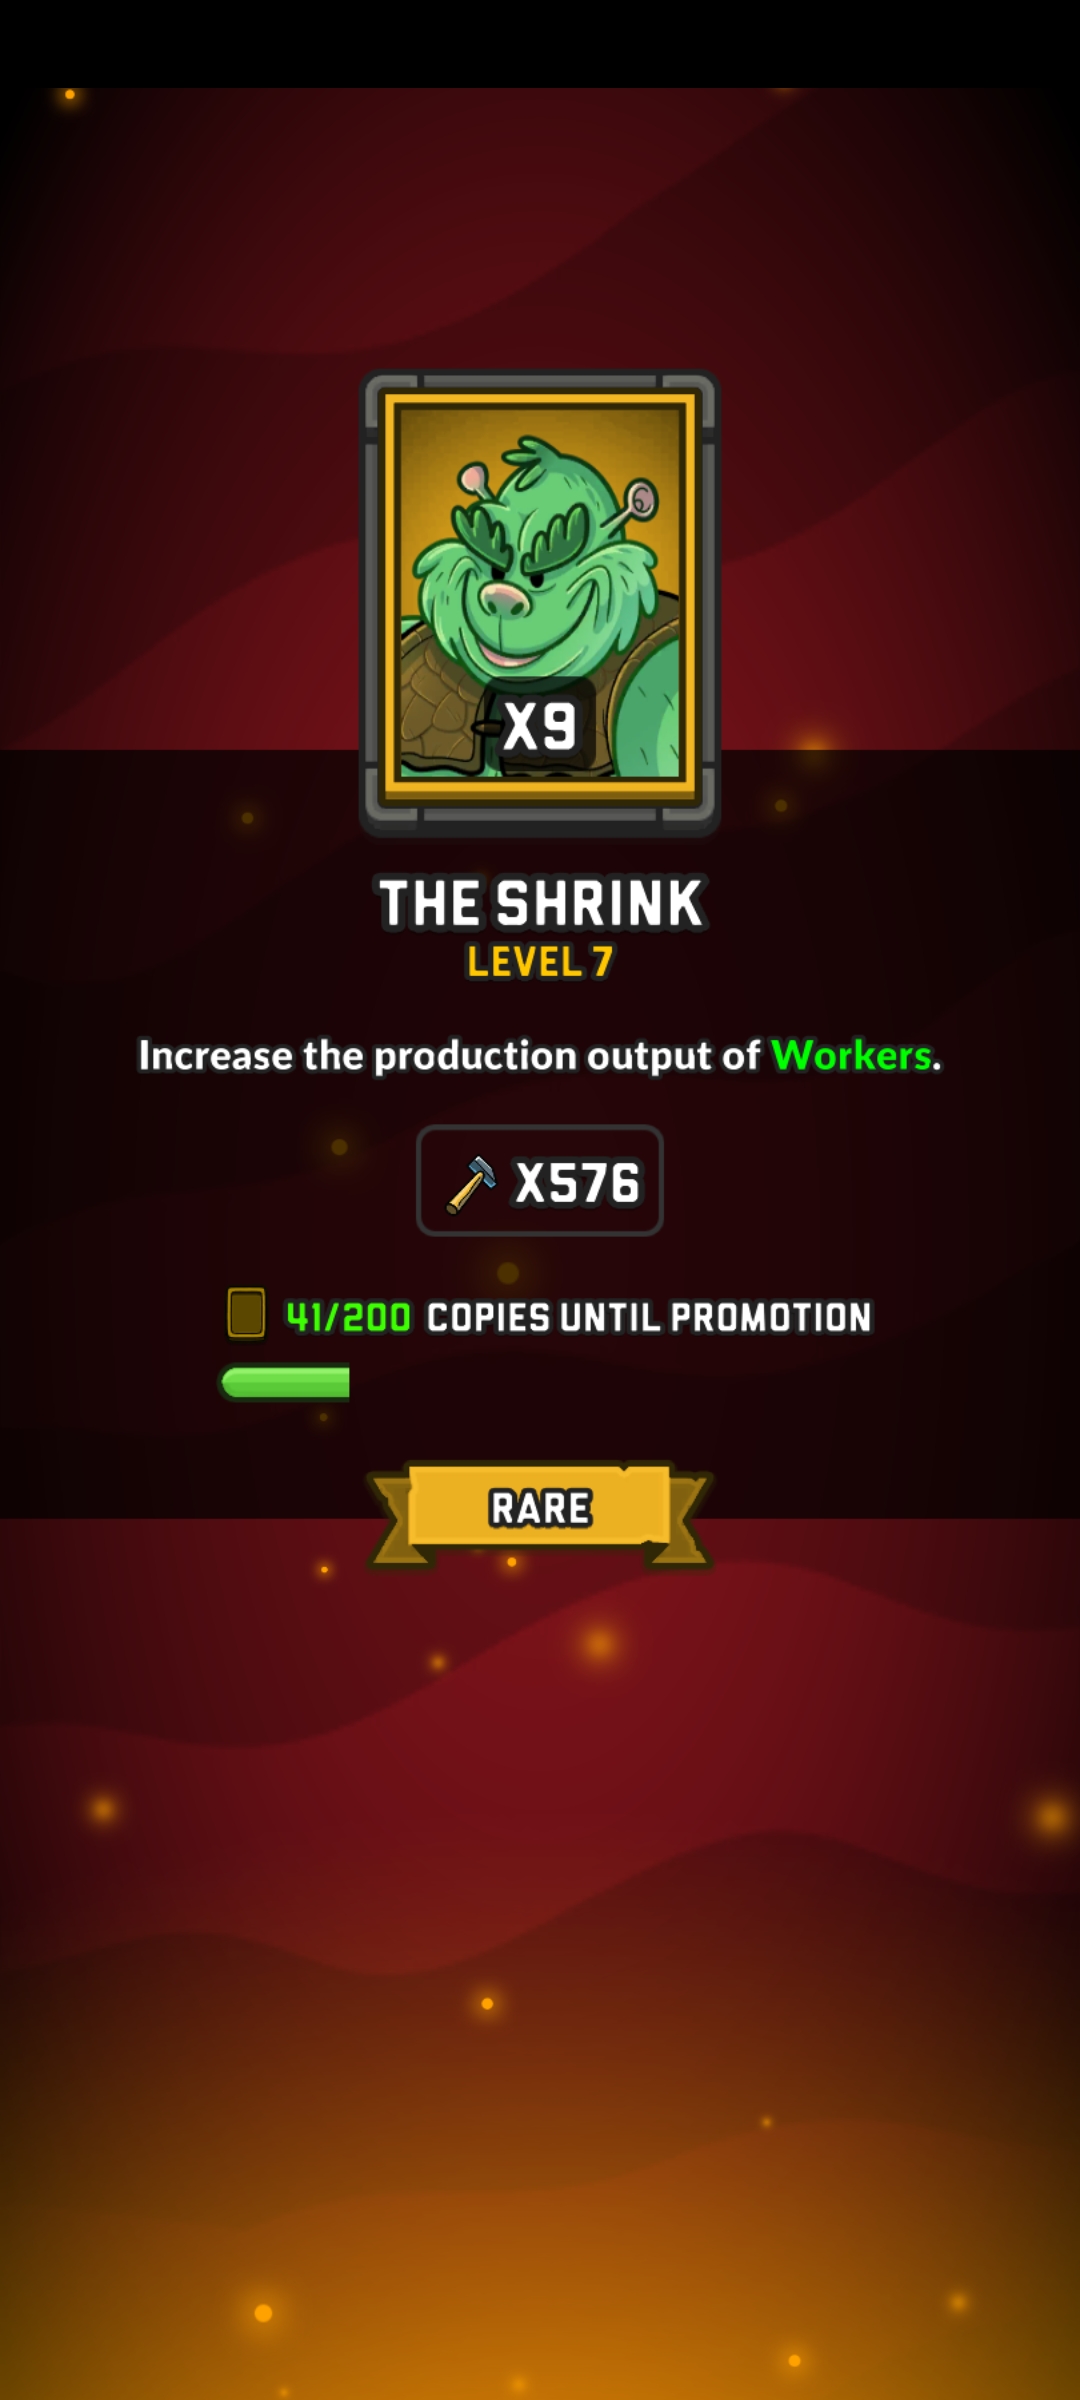 X9
THE SHRINK
LEVEL 7
Increase the production output of Workers.
X576
41/200 COPIES UNTIL PROMOTION
RARE